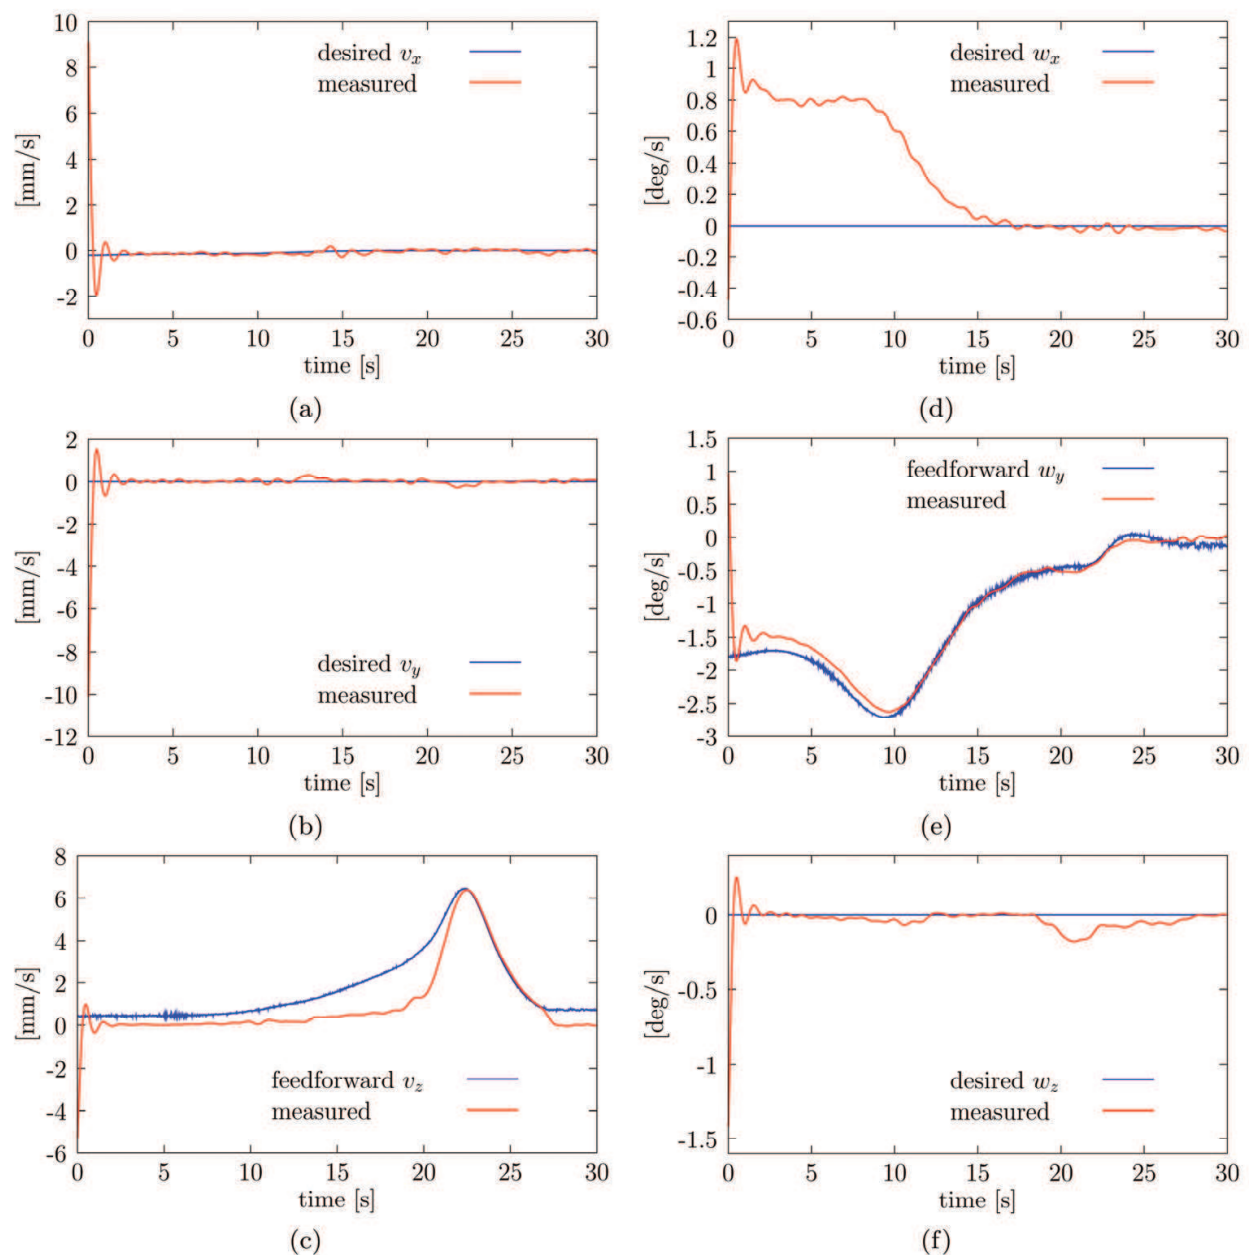 10
8
6
4
2
0
-2
[mm/s]
desired v_x
measured
0 5 10 15 20 25 30
time [s]
(a)
1.2
1
0.8
0.6
0.4
0.2
0
-0.2
-0.4
-0.6
[deg/s]
desired w_x
measured
0 5 10 15 20 25 30
time [s]
(d)
2
0
-2
-4
-6
-8
-10
-12
[mm/s]
desired v_y
measured
0 5 10 15 20 25 30
time [s]
(b)
1.5
1
0.5
0
-0.5
-1
-1.5
-2
-2.5
-3
[deg/s]
feedforward w_y
measured
0 5 10 15 20 25 30
time [s]
(e)
8
6
4
2
0
-2
-4
-6
[mm/s]
feedforward v_z
measured
0 5 10 15 20 25 30
time [s]
(c)
0
-0.5
-1
-1.5
[deg/s]
desired w_z
measured
0 5 10 15 20 25 30
time [s]
(f)